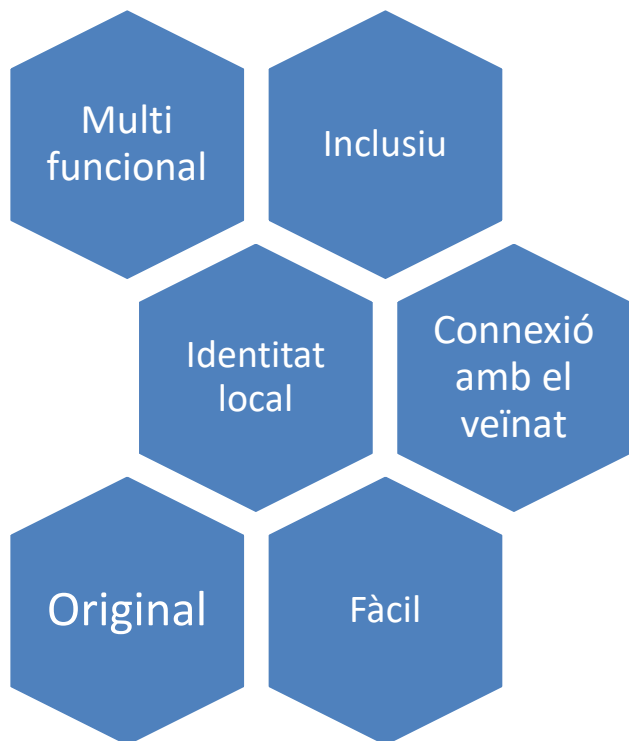 Multi
funcional
Inclusiu
Identitat
local
Connexió
amb el
veïnat
Original
Fàcil